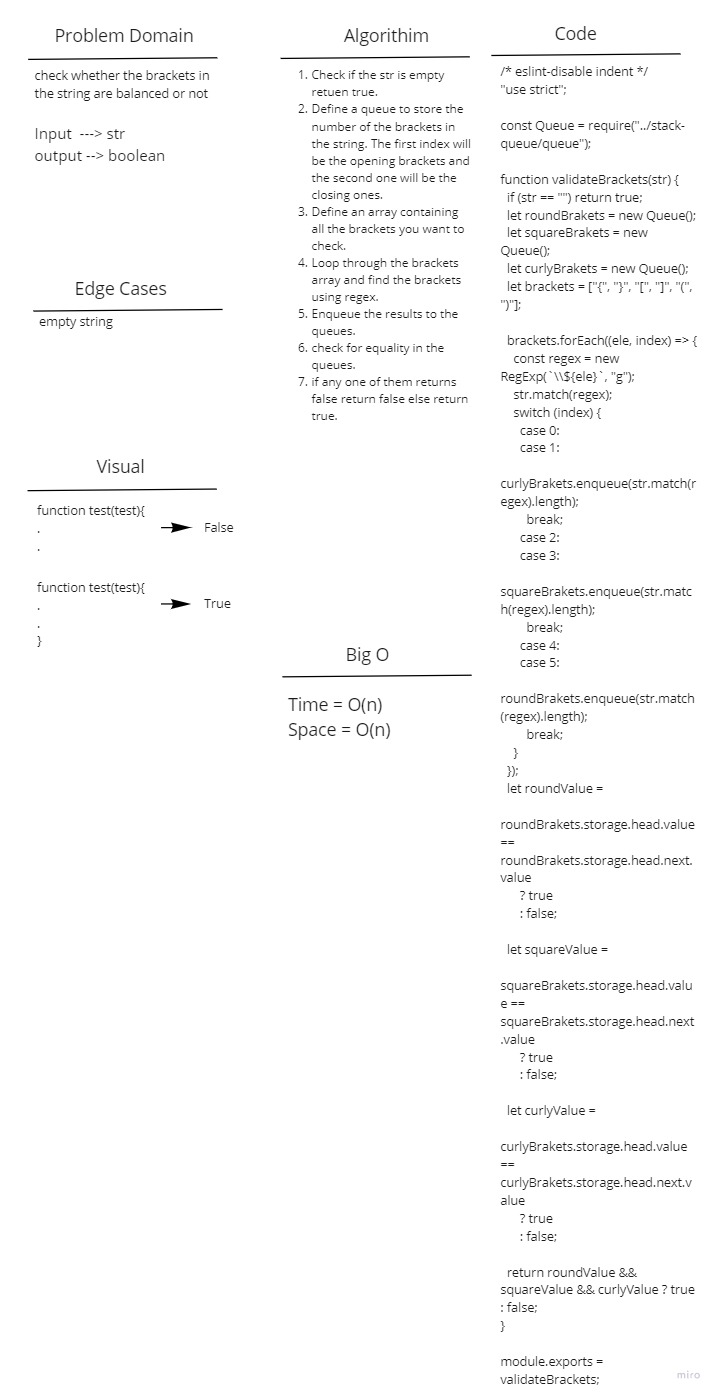 Problem Domain
check whether the brackets in
the string are balanced or not
Input ---> str
output --> boolean
Edge Cases
empty string
Visual
function test(test){
.
.
False
function test(test){
.
.
}
True
Algorithim
1. Check if the str is empty
retuen true.
2. Define a queue to store the
number of the brackets in
the string. The first index will
be the opening brackets and
the second one will be the
closing ones.
3. Define an array containing
all the brackets you want to
check.
4. Loop through the brackets
array and find the brackets
using regex.
5. Enqueue the results to the
queues.
6. check for equality in the
queues.
7. if any one of them returns
false return false else return
true.
Big O
Time = O(n)
Space = O(n)
Code
/* eslint-disable indent */
"use strict";
const Queue = require("../stack-
queue/queue");
function validateBrackets(str) {
if (str == "") return true;
let roundBrakets = new Queue();
let squareBrakets = new
Queue();
let curlyBrakets = new Queue();
let brackets = ["{", "}", "[", "]", "(",
")"];
brackets.forEach((ele, index) => {
const regex = new
RegExp(`\\${ele}`, "g");
str.match(regex);
switch (index) {
case 0:
case 1:
curlyBrakets.enqueue(str.match(r
egex).length);
break;
case 2:
case 3:
squareBrakets.enqueue(str.matc
h(regex).length);
break;
case 4:
case 5:
roundBrakets.enqueue(str.match
(regex).length);
break;
}
});
let roundValue =
roundBrakets.storage.head.value
==
roundBrakets.storage.head.next.
value
? true
: false;
let squareValue =
squareBrakets.storage.head.valu
e ==
squareBrakets.storage.head.next
.value
? true
: false;
let curlyValue =
curlyBrakets.storage.head.value
==
curlyBrakets.storage.head.next.v
alue
? true
: false;
return roundValue &&
squareValue && curlyValue ? true
: false;
}
module.exports =
validateBrackets;
miro